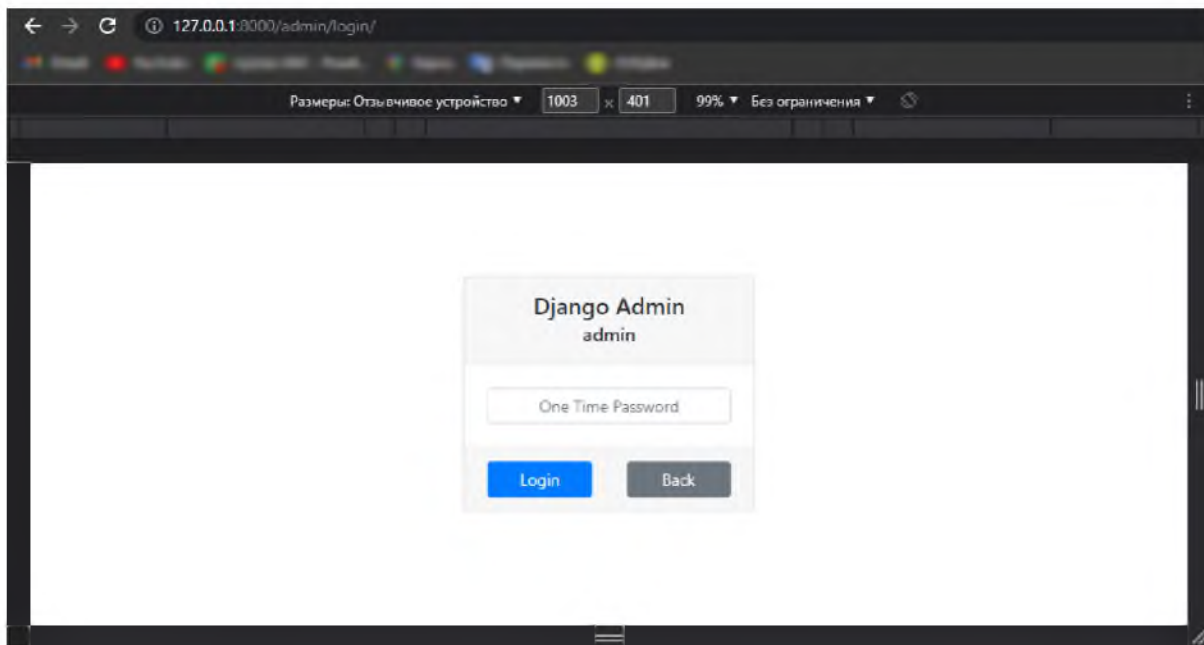 127.0.0.1:8000/admin/login/
Размеры: Отзывчивое устройство ▼ 1003 x 401 99% ▼ Без ограничения ▼
Django Admin
admin
One Time Password
Login Back